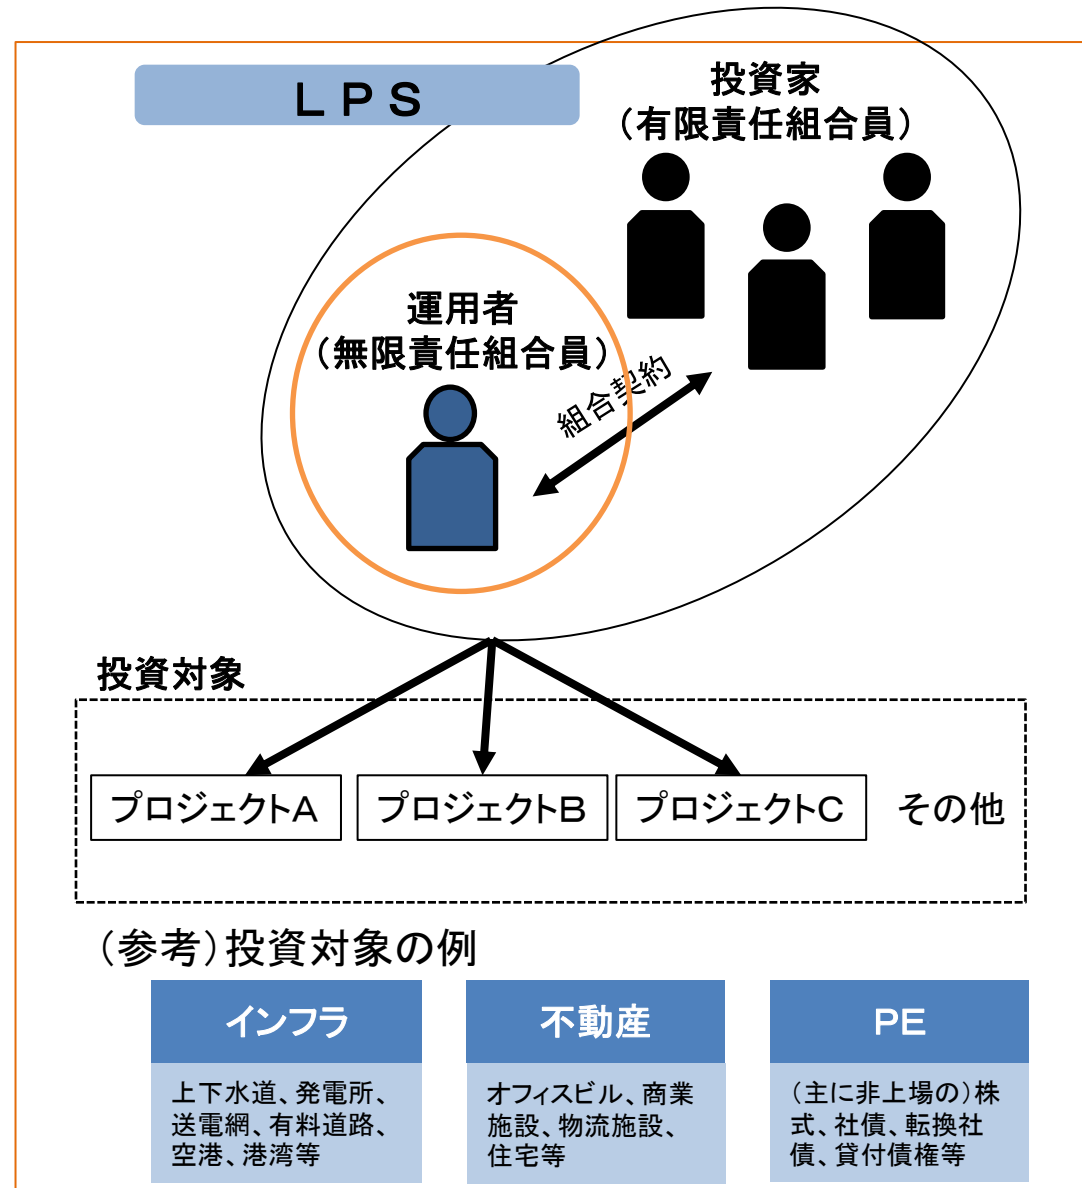 ＬＰＳ
投資家
（有限責任組合員）
運用者
（無限責任組合員）
組合契約
投資対象
プロジェクトA
プロジェクトB
プロジェクトC
その他
（参考）投資対象の例
インフラ
上下水道、発電所、
送電網、有料道路、
空港、港湾等
不動産
オフィスビル、商業
施設、物流施設、
住宅等
PE
（主に非上場の）株
式、社債、転換社
債、貸付債権等